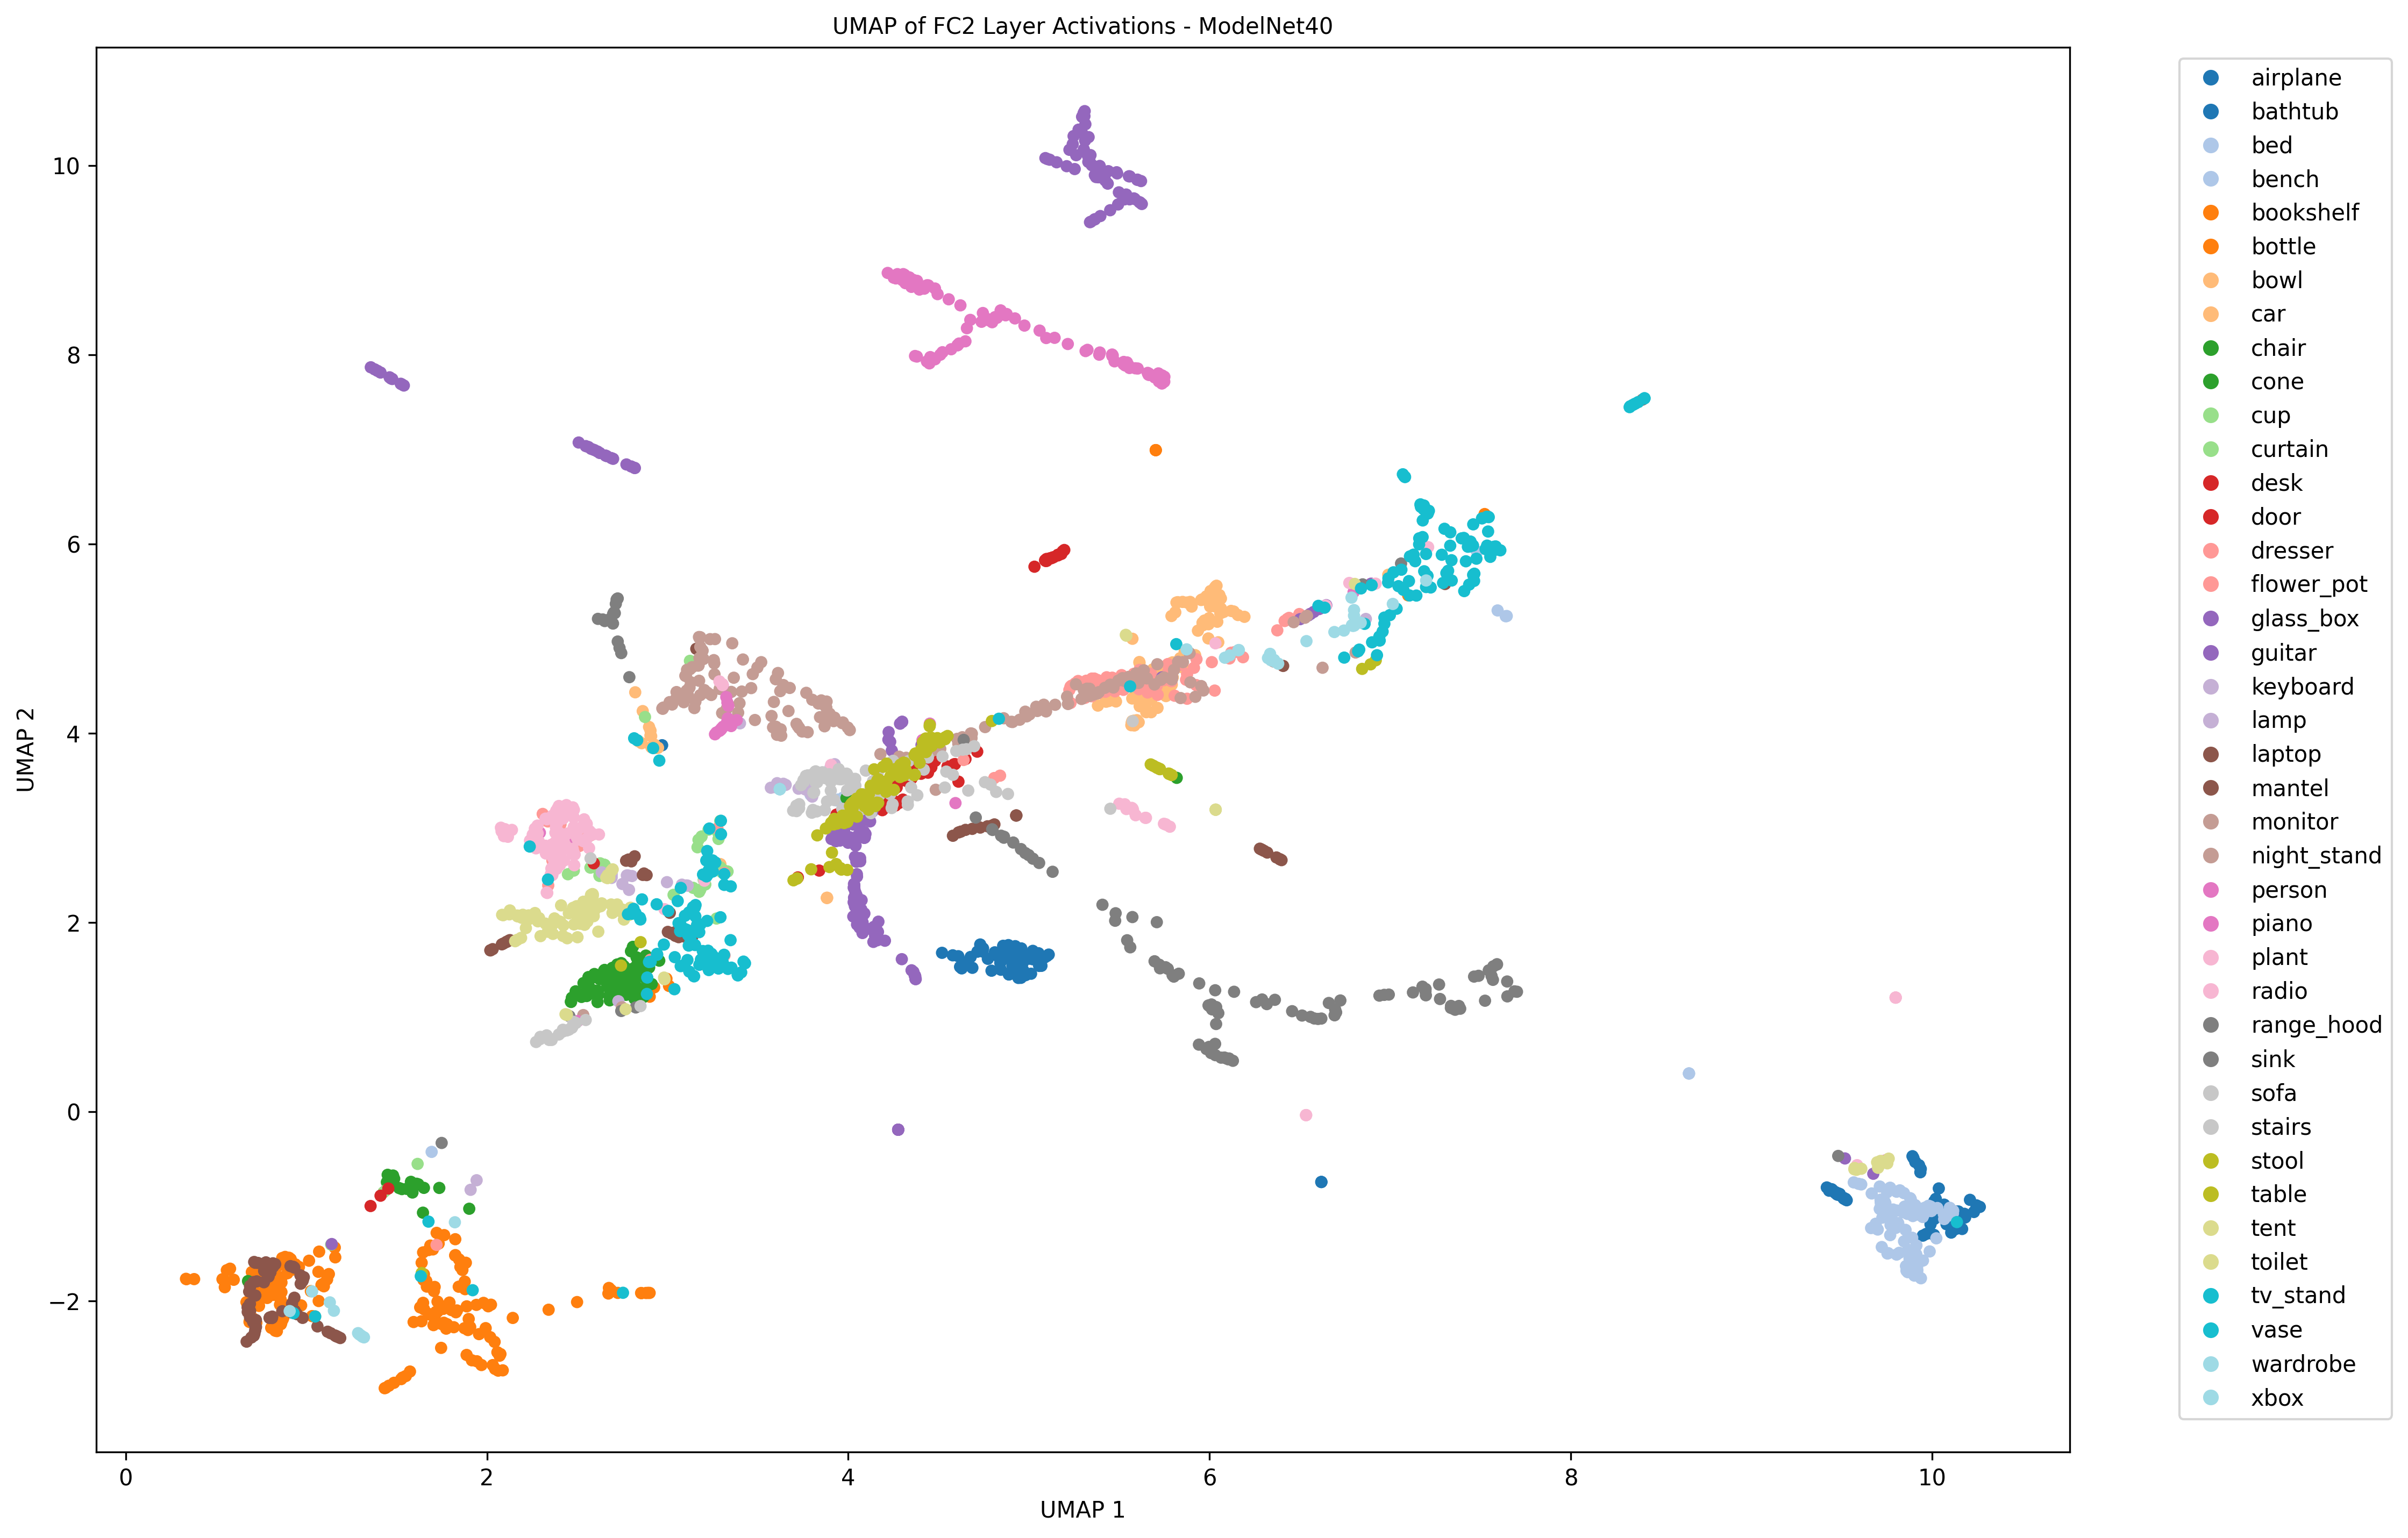 UMAP of FC2 Layer Activations - ModelNet40
UMAP 2
10
8
6
4
2
0
−2
0
2
4
6
8
10
UMAP 1
airplane
bathtub
bed
bench
bookshelf
bottle
bowl
car
chair
cone
cup
curtain
desk
door
dresser
flower_pot
glass_box
guitar
keyboard
lamp
laptop
mantel
monitor
night_stand
person
piano
plant
radio
range_hood
sink
sofa
stairs
stool
table
tent
toilet
tv_stand
vase
wardrobe
xbox